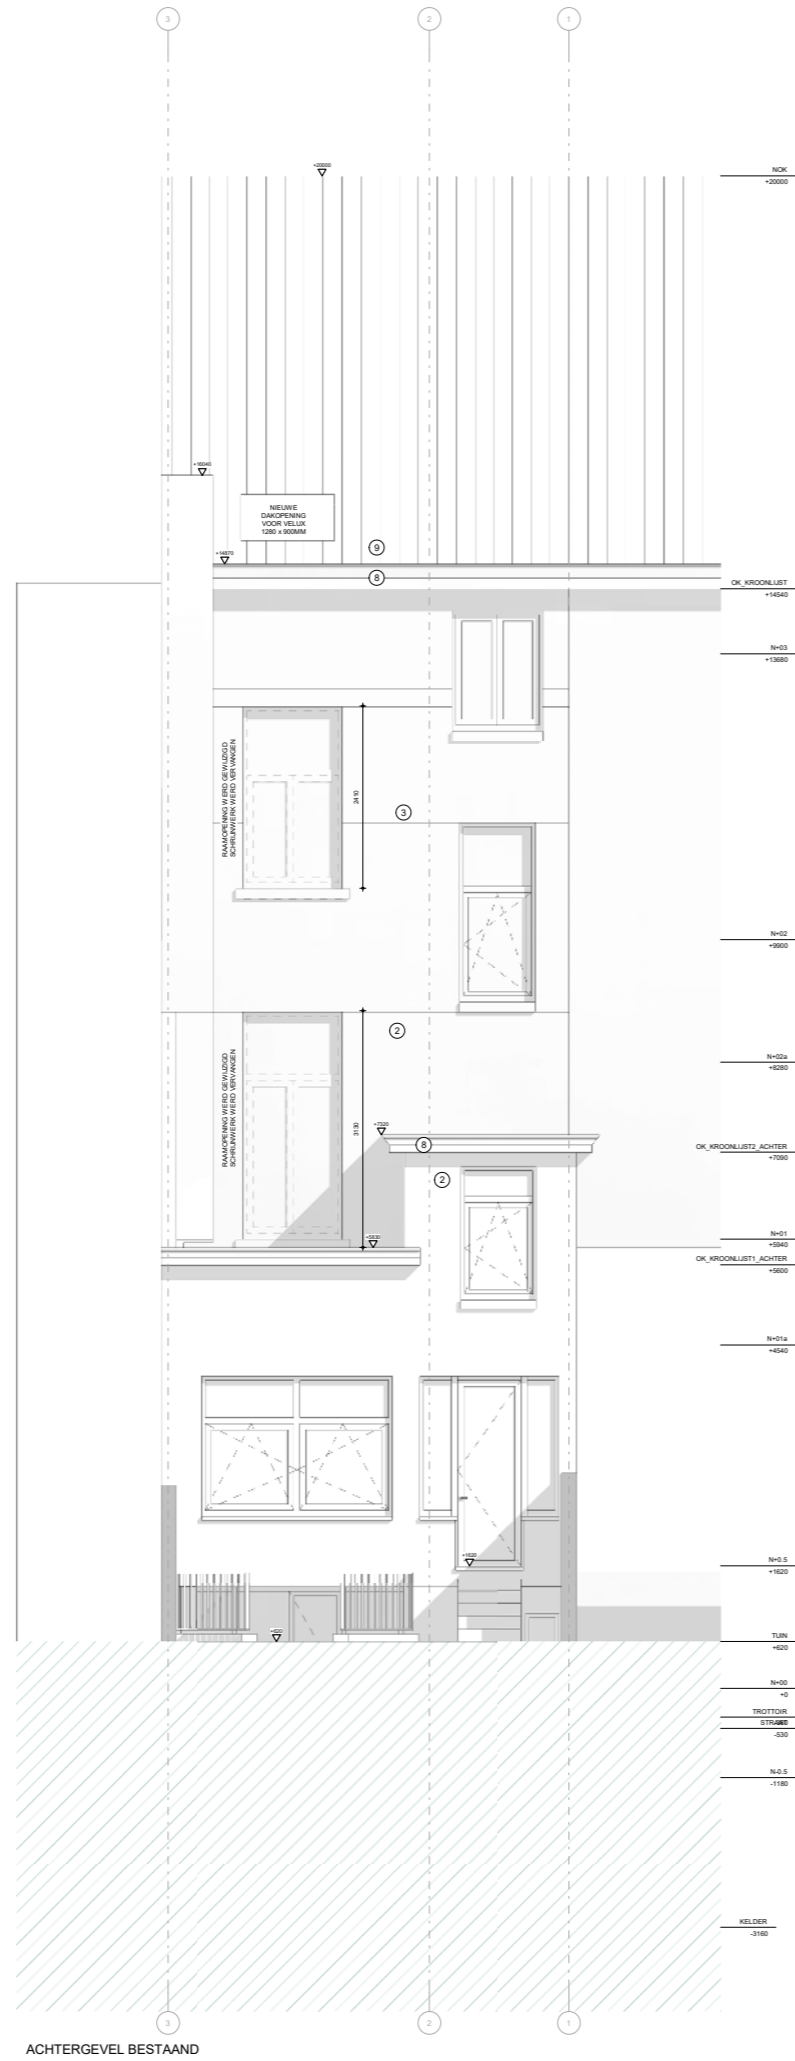 3
2
1
+20000
NOK
+20000
+16040
NIEUWE
DAKOPENING
VOOR VELUX
1280 x 900MM
+14870
9
8
OK_KROONLIJST
+14540
N+03
+13680
RAAMOPENING WERD GEWIJZIGD
SCHRIJNWERK WERD VERVANGEN
2410
3
N+02
+9900
2
RAAMOPENING WERD GEWIJZIGD
SCHRIJNWERK WERD VERVANGEN
3130
N+02a
+8280
+7320
8
OK_KROONLIJST2_ACHTER
+7090
2
N+01
+5940
+5830
OK_KROONLIJST1_ACHTER
+5600
N+01a
+4540
+1620
N+0.5
+1620
+620
TUIN
+620
N+00
+0
TROTTOIR
STRAAT
-530
N-0.5
-1180
KELDER
-3160
3
2
1
ACHTERGEVEL BESTAAND